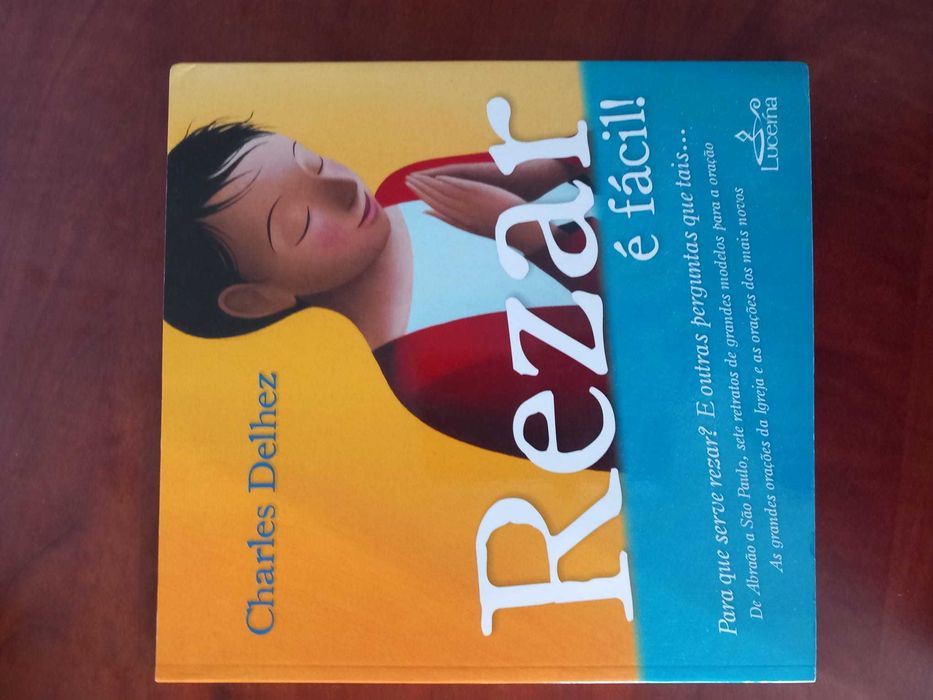 Charles Delhez
Rezar
é fácil!
Para que serve rezar? E outras perguntas que tais...
De Abraão a São Paulo, sete retratos de grandes modelos para a oração
As grandes orações da Igreja e as orações dos mais novos
Lucerna